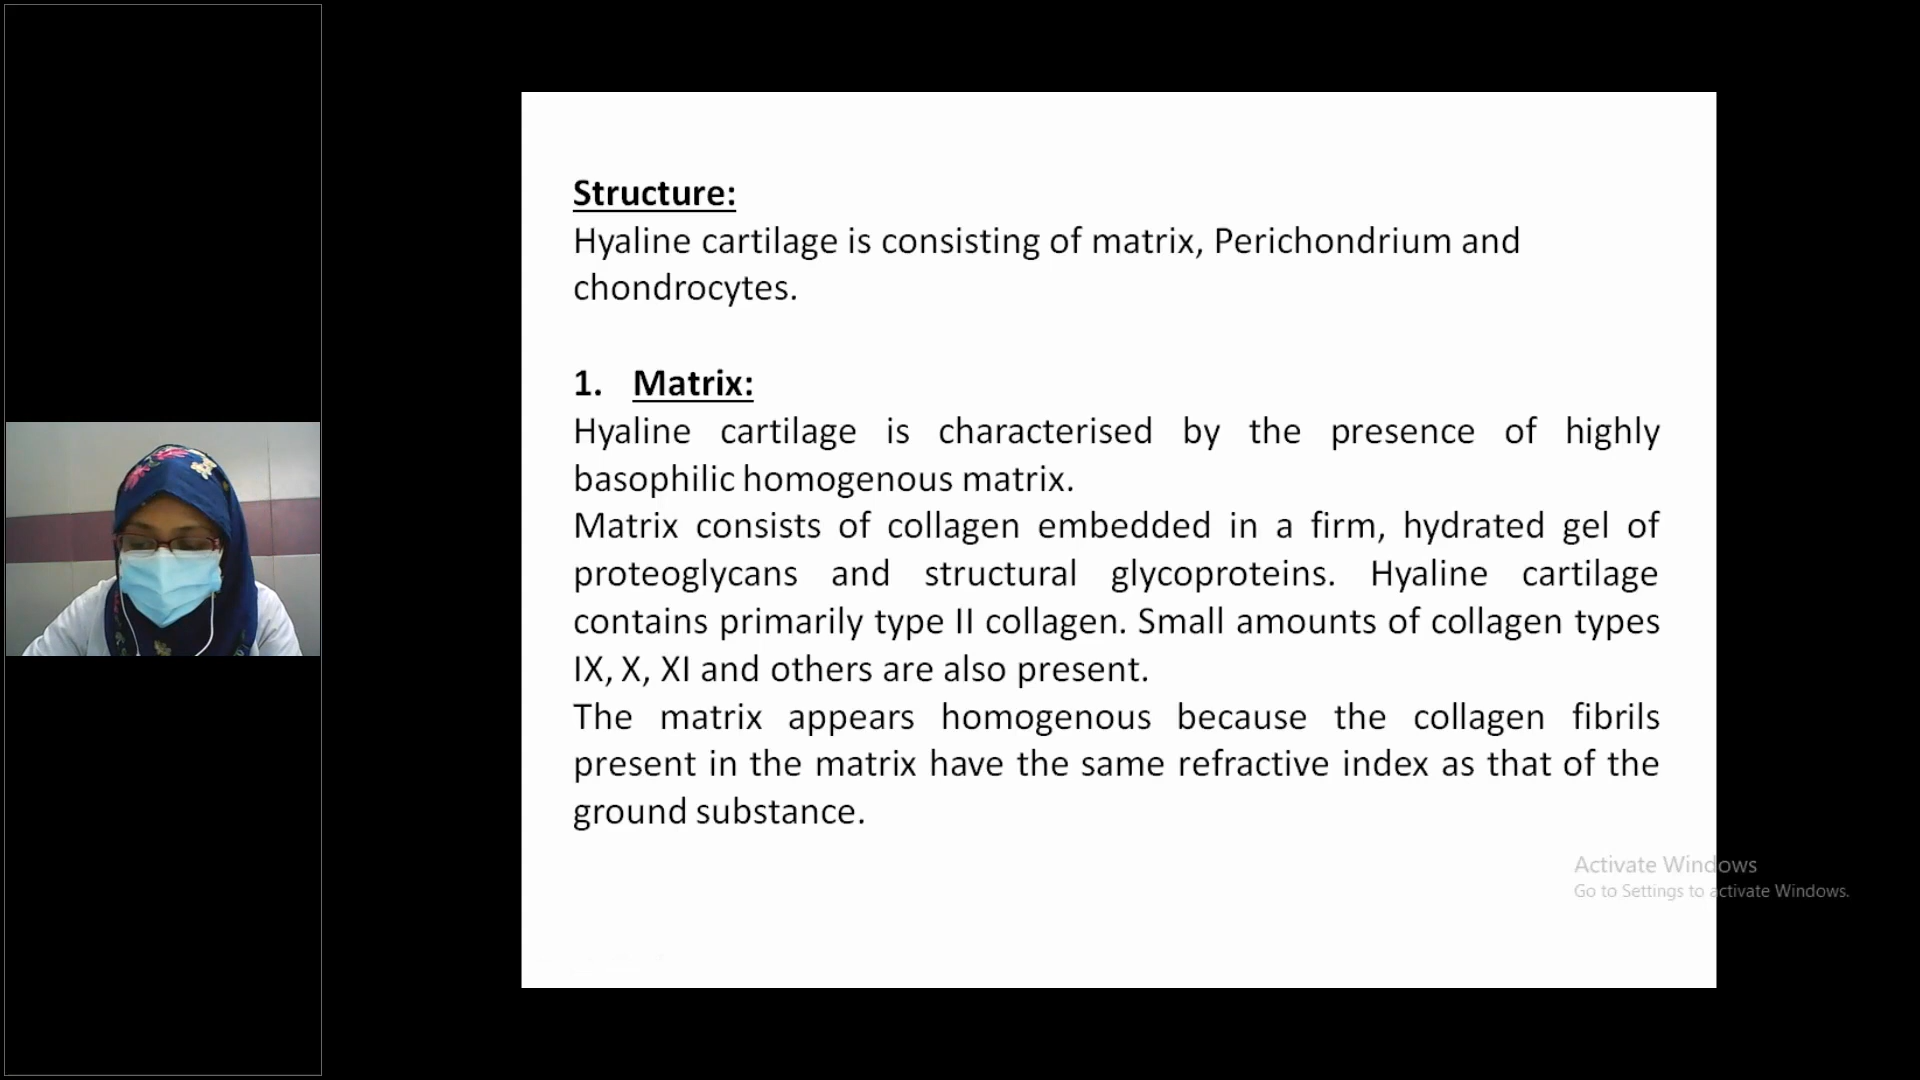 Structure:
Hyaline cartilage is consisting of matrix, Perichondrium and
chondrocytes.
1. Matrix:
Hyaline cartilage is characterised by the presence of highly
basophilic homogenous matrix.
Matrix consists of collagen embedded in a firm, hydrated gel of
proteoglycans and structural glycoproteins. Hyaline cartilage
contains primarily type II collagen. Small amounts of collagen types
IX, X, XI and others are also present.
The matrix appears homogenous because the collagen fibrils
present in the matrix have the same refractive index as that of the
ground substance.
Activate Windows
Go to Settings to activate Windows.